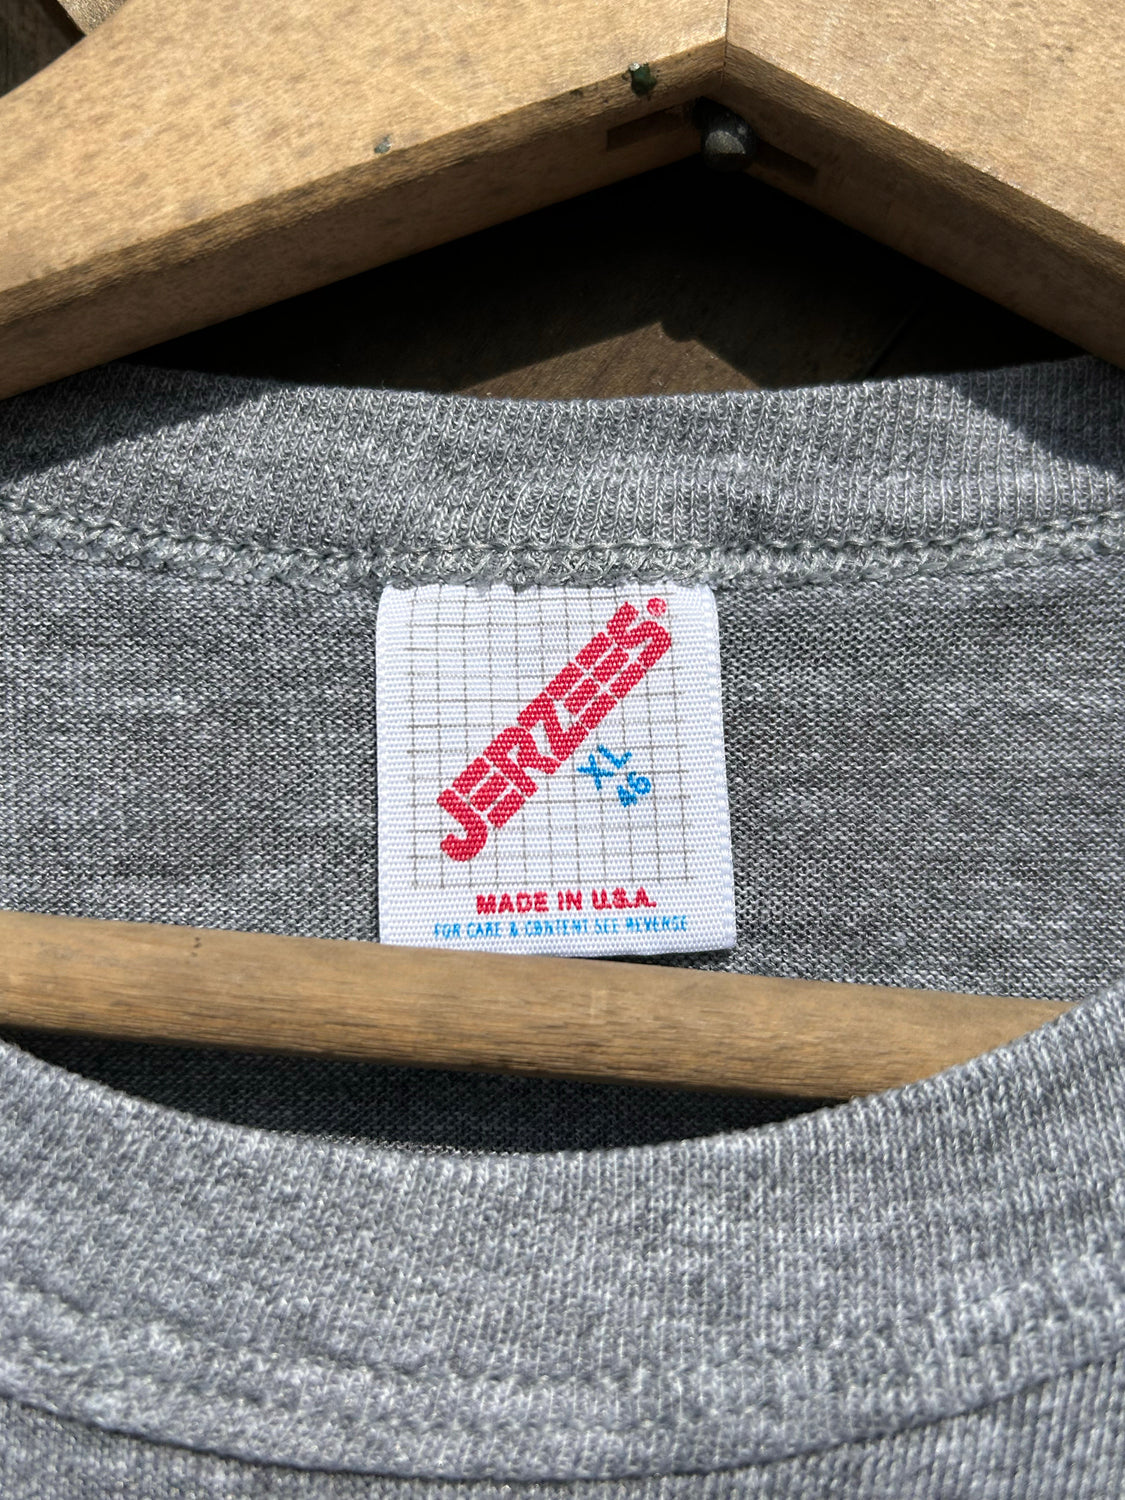 JERZEES®
XL
46
MADE IN U.S.A.
FOR CARE & CONTENT SEE REVERSE